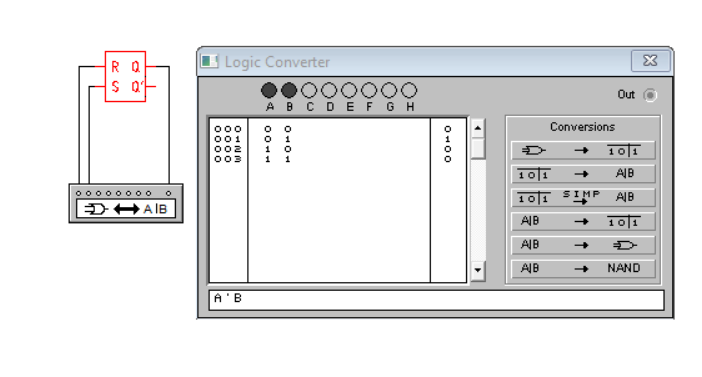 Logic Converter
R Q
S Q'
A B C D E F G H
Out
000 0 0 0
001 0 1 1
002 1 0 0
003 1 1 0
Conversions
→ 1 0|1
1 0|1 → A|B
1 0|1 SIMP → A|B
A|B → 1 0|1
A|B →
A|B → NAND
A|B
A'B